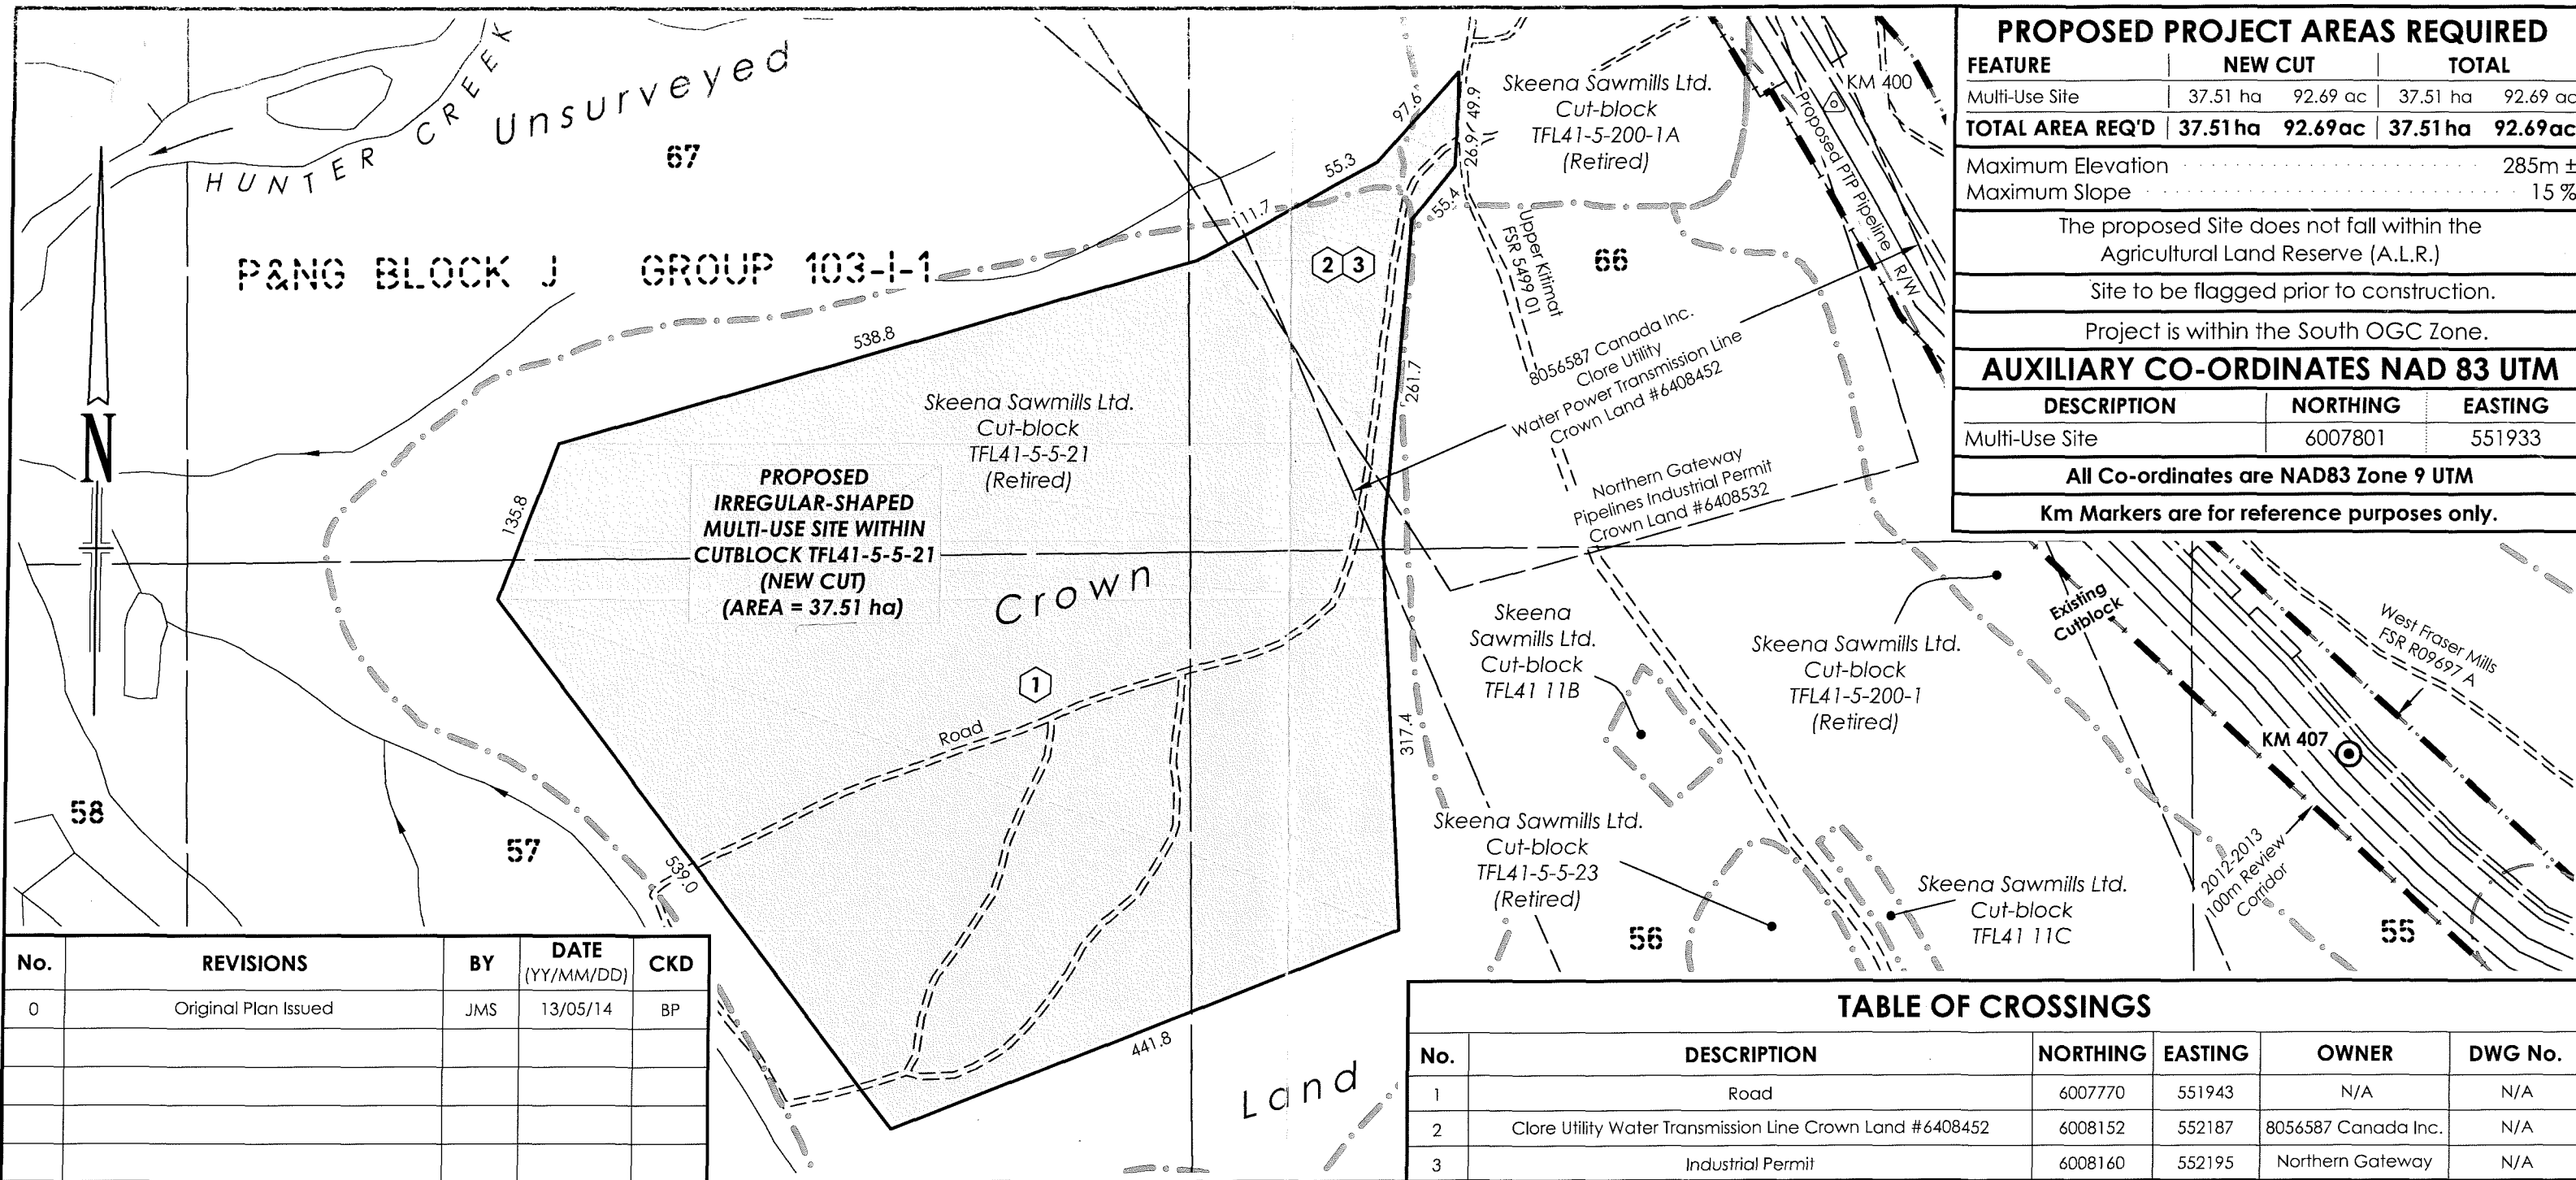 HUNTER CREEK
Unsurveyed
67
P&NG BLOCK J GROUP 103-I-1
N
58
57
97.6
26.9 / 49.9
55.3
55.4
111.7
538.8
135.8
261.7
317.4
539.0
441.8
2 3
1
Skeena Sawmills Ltd.
Cut-block
TFL41-5-5-21
(Retired)
PROPOSED
IRREGULAR-SHAPED
MULTI-USE SITE WITHIN
CUTBLOCK TFL41-5-5-21
(NEW CUT)
(AREA = 37.51 ha)
Crown
Road
Land
Skeena Sawmills Ltd.
Cut-block
TFL41-5-200-1A
(Retired)
KM 400
Proposed PTP Pipeline R/W
Upper Kitimat
FSR 5499 01
66
8056587 Canada Inc.
Clore Utility
Water Power Transmission Line
Crown Land #6408452
Northern Gateway
Pipelines Industrial Permit
Crown Land #6408532
Skeena
Sawmills Ltd.
Cut-block
TFL41 11B
Skeena Sawmills Ltd.
Cut-block
TFL41-5-200-1
(Retired)
Existing
Cutblock
West Fraser Mills
FSR R09697 A
KM 407
Skeena Sawmills Ltd.
Cut-block
TFL41-5-5-23
(Retired)
56
Skeena Sawmills Ltd.
Cut-block
TFL41 11C
2012-2013
100m Review
Corridor
55
PROPOSED PROJECT AREAS REQUIRED
FEATURE NEW CUT TOTAL
Multi-Use Site 37.51 ha 92.69 ac 37.51 ha 92.69 ac
TOTAL AREA REQ'D 37.51ha 92.69ac 37.51ha 92.69ac
Maximum Elevation 285m ±
Maximum Slope 15 %
The proposed Site does not fall within the
Agricultural Land Reserve (A.L.R.)
Site to be flagged prior to construction.
Project is within the South OGC Zone.
AUXILIARY CO-ORDINATES NAD 83 UTM
DESCRIPTION NORTHING EASTING
Multi-Use Site 6007801 551933
All Co-ordinates are NAD83 Zone 9 UTM
Km Markers are for reference purposes only.
No. REVISIONS BY DATE (YY/MM/DD) CKD
0 Original Plan Issued JMS 13/05/14 BP
TABLE OF CROSSINGS
No. DESCRIPTION NORTHING EASTING OWNER DWG No.
1 Road 6007770 551943 N/A N/A
2 Clore Utility Water Transmission Line Crown Land #6408452 6008152 552187 8056587 Canada Inc. N/A
3 Industrial Permit 6008160 552195 Northern Gateway N/A